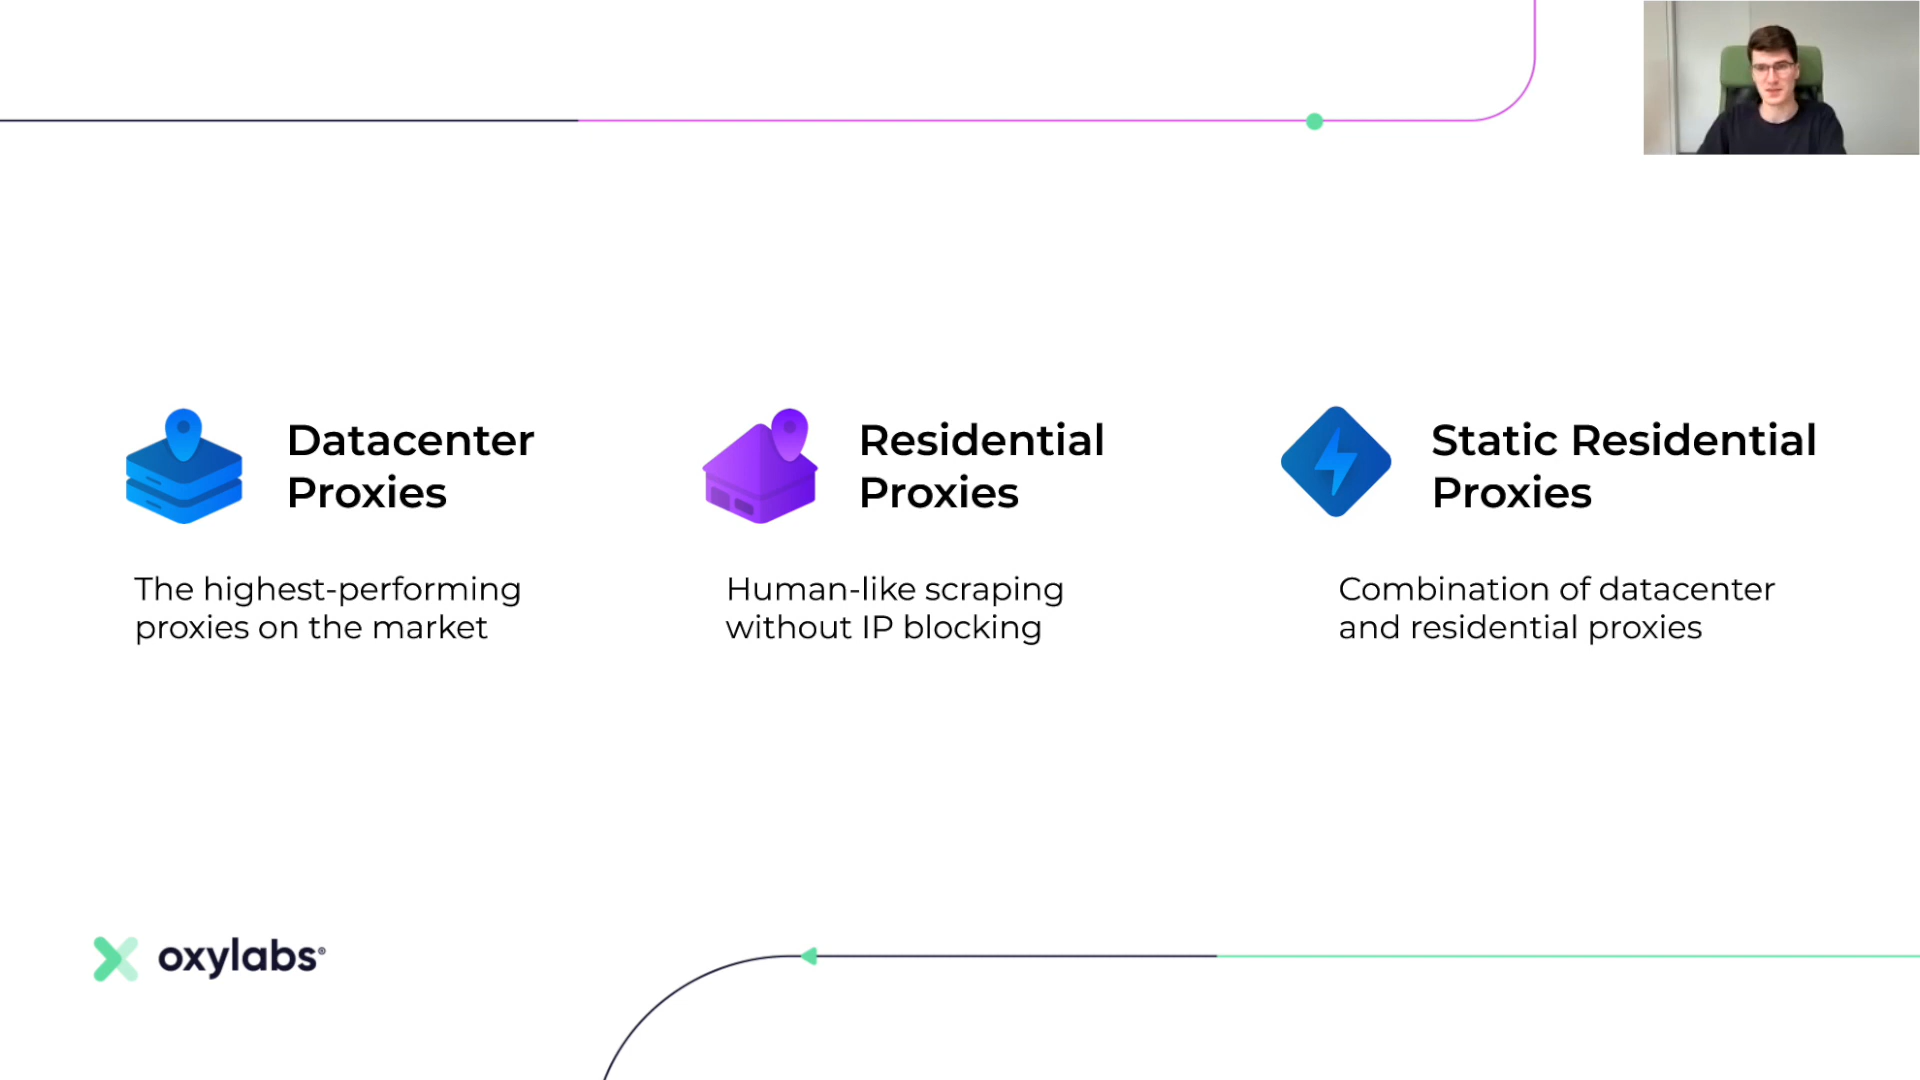 Datacenter
Proxies
The highest-performing
proxies on the market
Residential
Proxies
Human-like scraping
without IP blocking
Static Residential
Proxies
Combination of datacenter
and residential proxies
oxylabs®